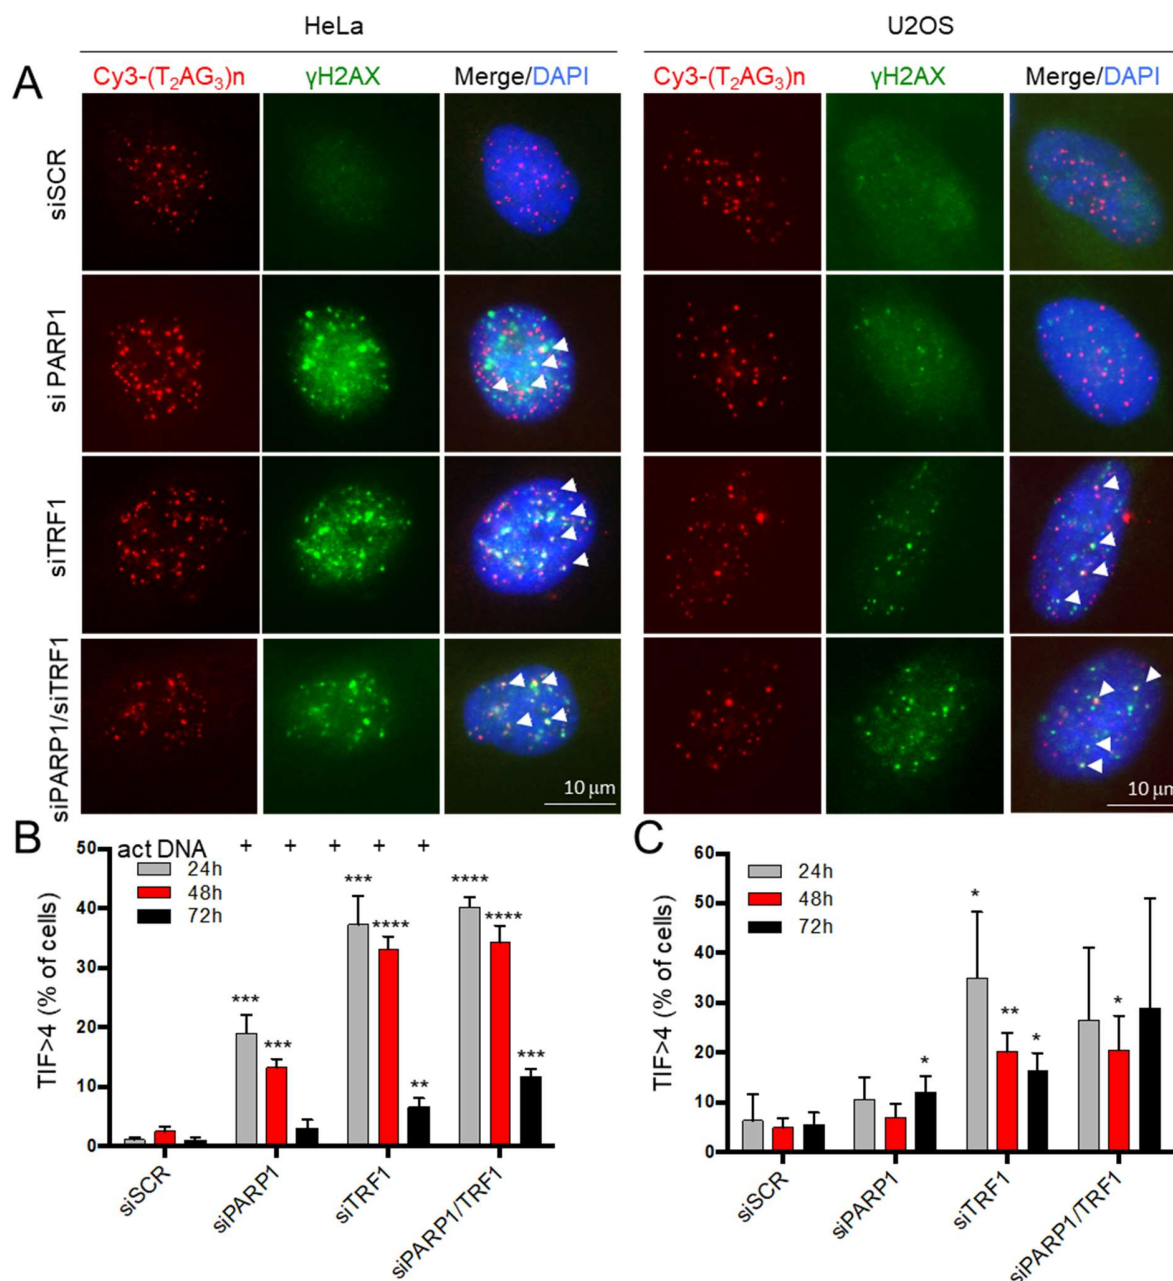 HeLa U2OS
A Cy3-(T₂AG₃)n γH2AX Merge/DAPI Cy3-(T₂AG₃)n γH2AX Merge/DAPI
siSCR
si PARP1
siTRF1
siPARP1/siTRF1
10 μm 10 μm
B
act DNA + + + + +
24h
48h
72h
TIF>4 (% of cells)
50
40
30
20
10
0
*** *** *** **** ** **** **** ***
siSCR siPARP1 siTRF1 siPARP1/TRF1
C
24h
48h
72h
TIF>4 (% of cells)
60
50
40
30
20
10
0
* * ** * *
siSCR siPARP1 siTRF1 siPARP1/TRF1